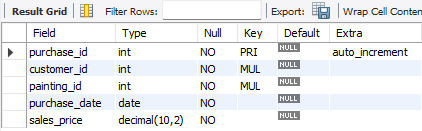 Result Grid Filter Rows: Export: Wrap Cell Conten
Field Type Null Key Default Extra
purchase_id int NO PRI NULL auto_increment
customer_id int NO MUL NULL
painting_id int NO MUL NULL
purchase_date date NO NULL
sales_price decimal(10,2) NO NULL